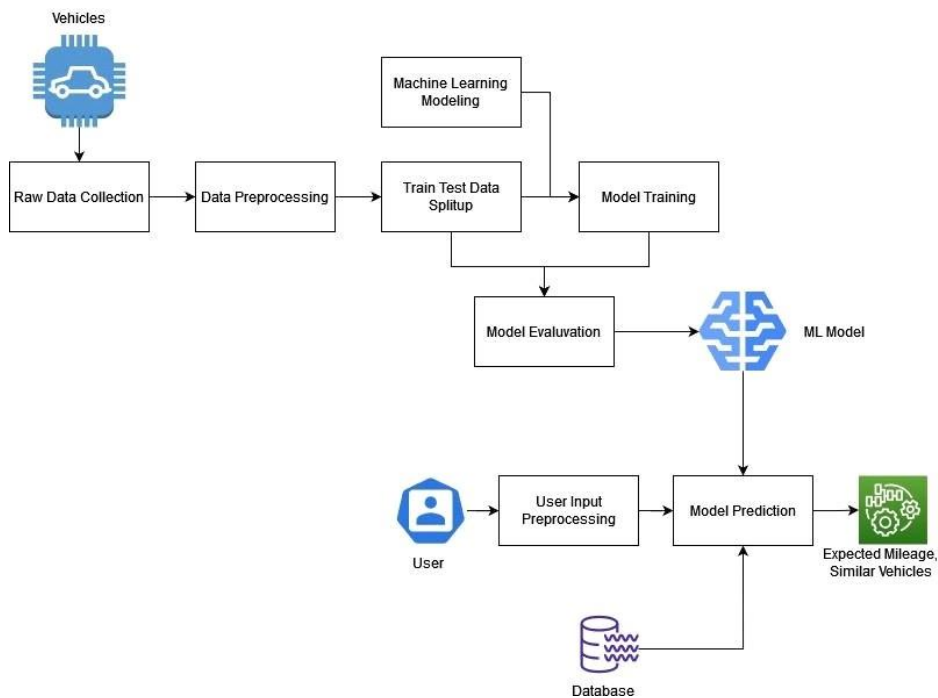 Vehicles
Machine Learning
Modeling
Raw Data Collection
Data Preprocessing
Train Test Data
Splitup
Model Training
Model Evaluvation
ML Model
User Input
Preprocessing
Model Prediction
User
Expected Mileage,
Similar Vehicles
Database